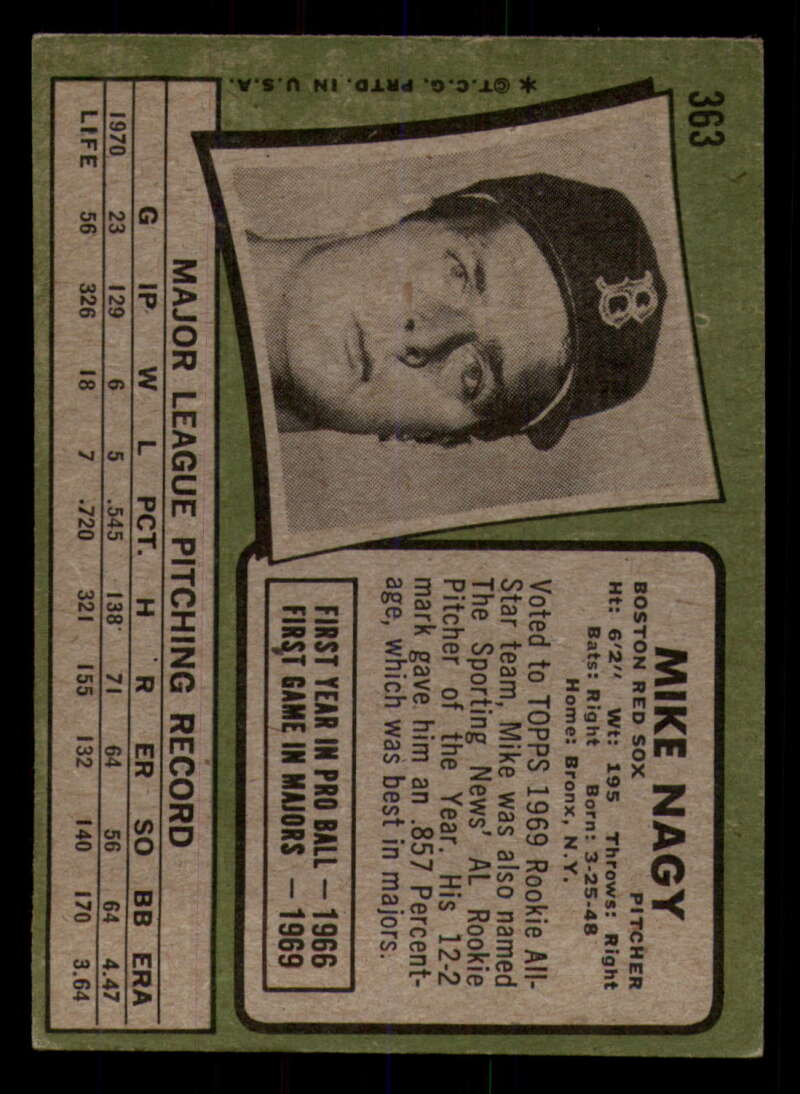 363
* ©T.C.G. PRTD. IN U.S.A.
B
MIKE NAGY
BOSTON RED SOX PITCHER
Ht: 6'2" Wt: 195 Throws: Right
Bats: Right Born: 3-25-48
Home: Bronx, N.Y.
Voted to TOPPS 1969 Rookie All-
Star team, Mike was also named
The Sporting News' AL Rookie
Pitcher of the Year. His 12-2
mark gave him an .857 Percent-
age, which was best in majors.
FIRST YEAR IN PRO BALL — 1966
FIRST GAME IN MAJORS — 1969
MAJOR LEAGUE PITCHING RECORD
G IP W L PCT. H R ER SO BB ERA
1970 23 129 6 5 .545 138 71 64 56 64 4.47
LIFE 56 326 18 7 .720 321 155 132 140 170 3.64